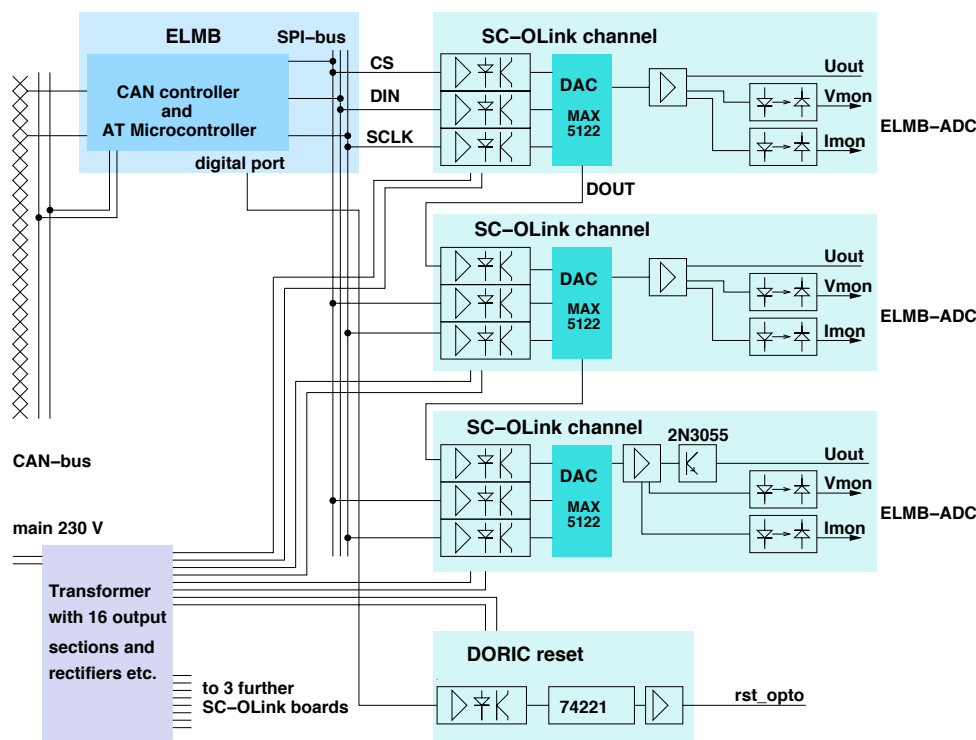 ELMB
SPI−bus
CAN controller
and
AT Microcontroller
digital port
CS
DIN
SCLK
SC−OLink channel
DAC
MAX
5122
Uout
Vmon
Imon
ELMB−ADC
DOUT
SC−OLink channel
DAC
MAX
5122
Uout
Vmon
Imon
ELMB−ADC
SC−OLink channel
DAC
MAX
5122
2N3055
Uout
Vmon
Imon
ELMB−ADC
CAN−bus
main 230 V
Transformer
with 16 output
sections and
rectifiers etc.
to 3 further
SC−OLink boards
DORIC reset
74221
rst_opto